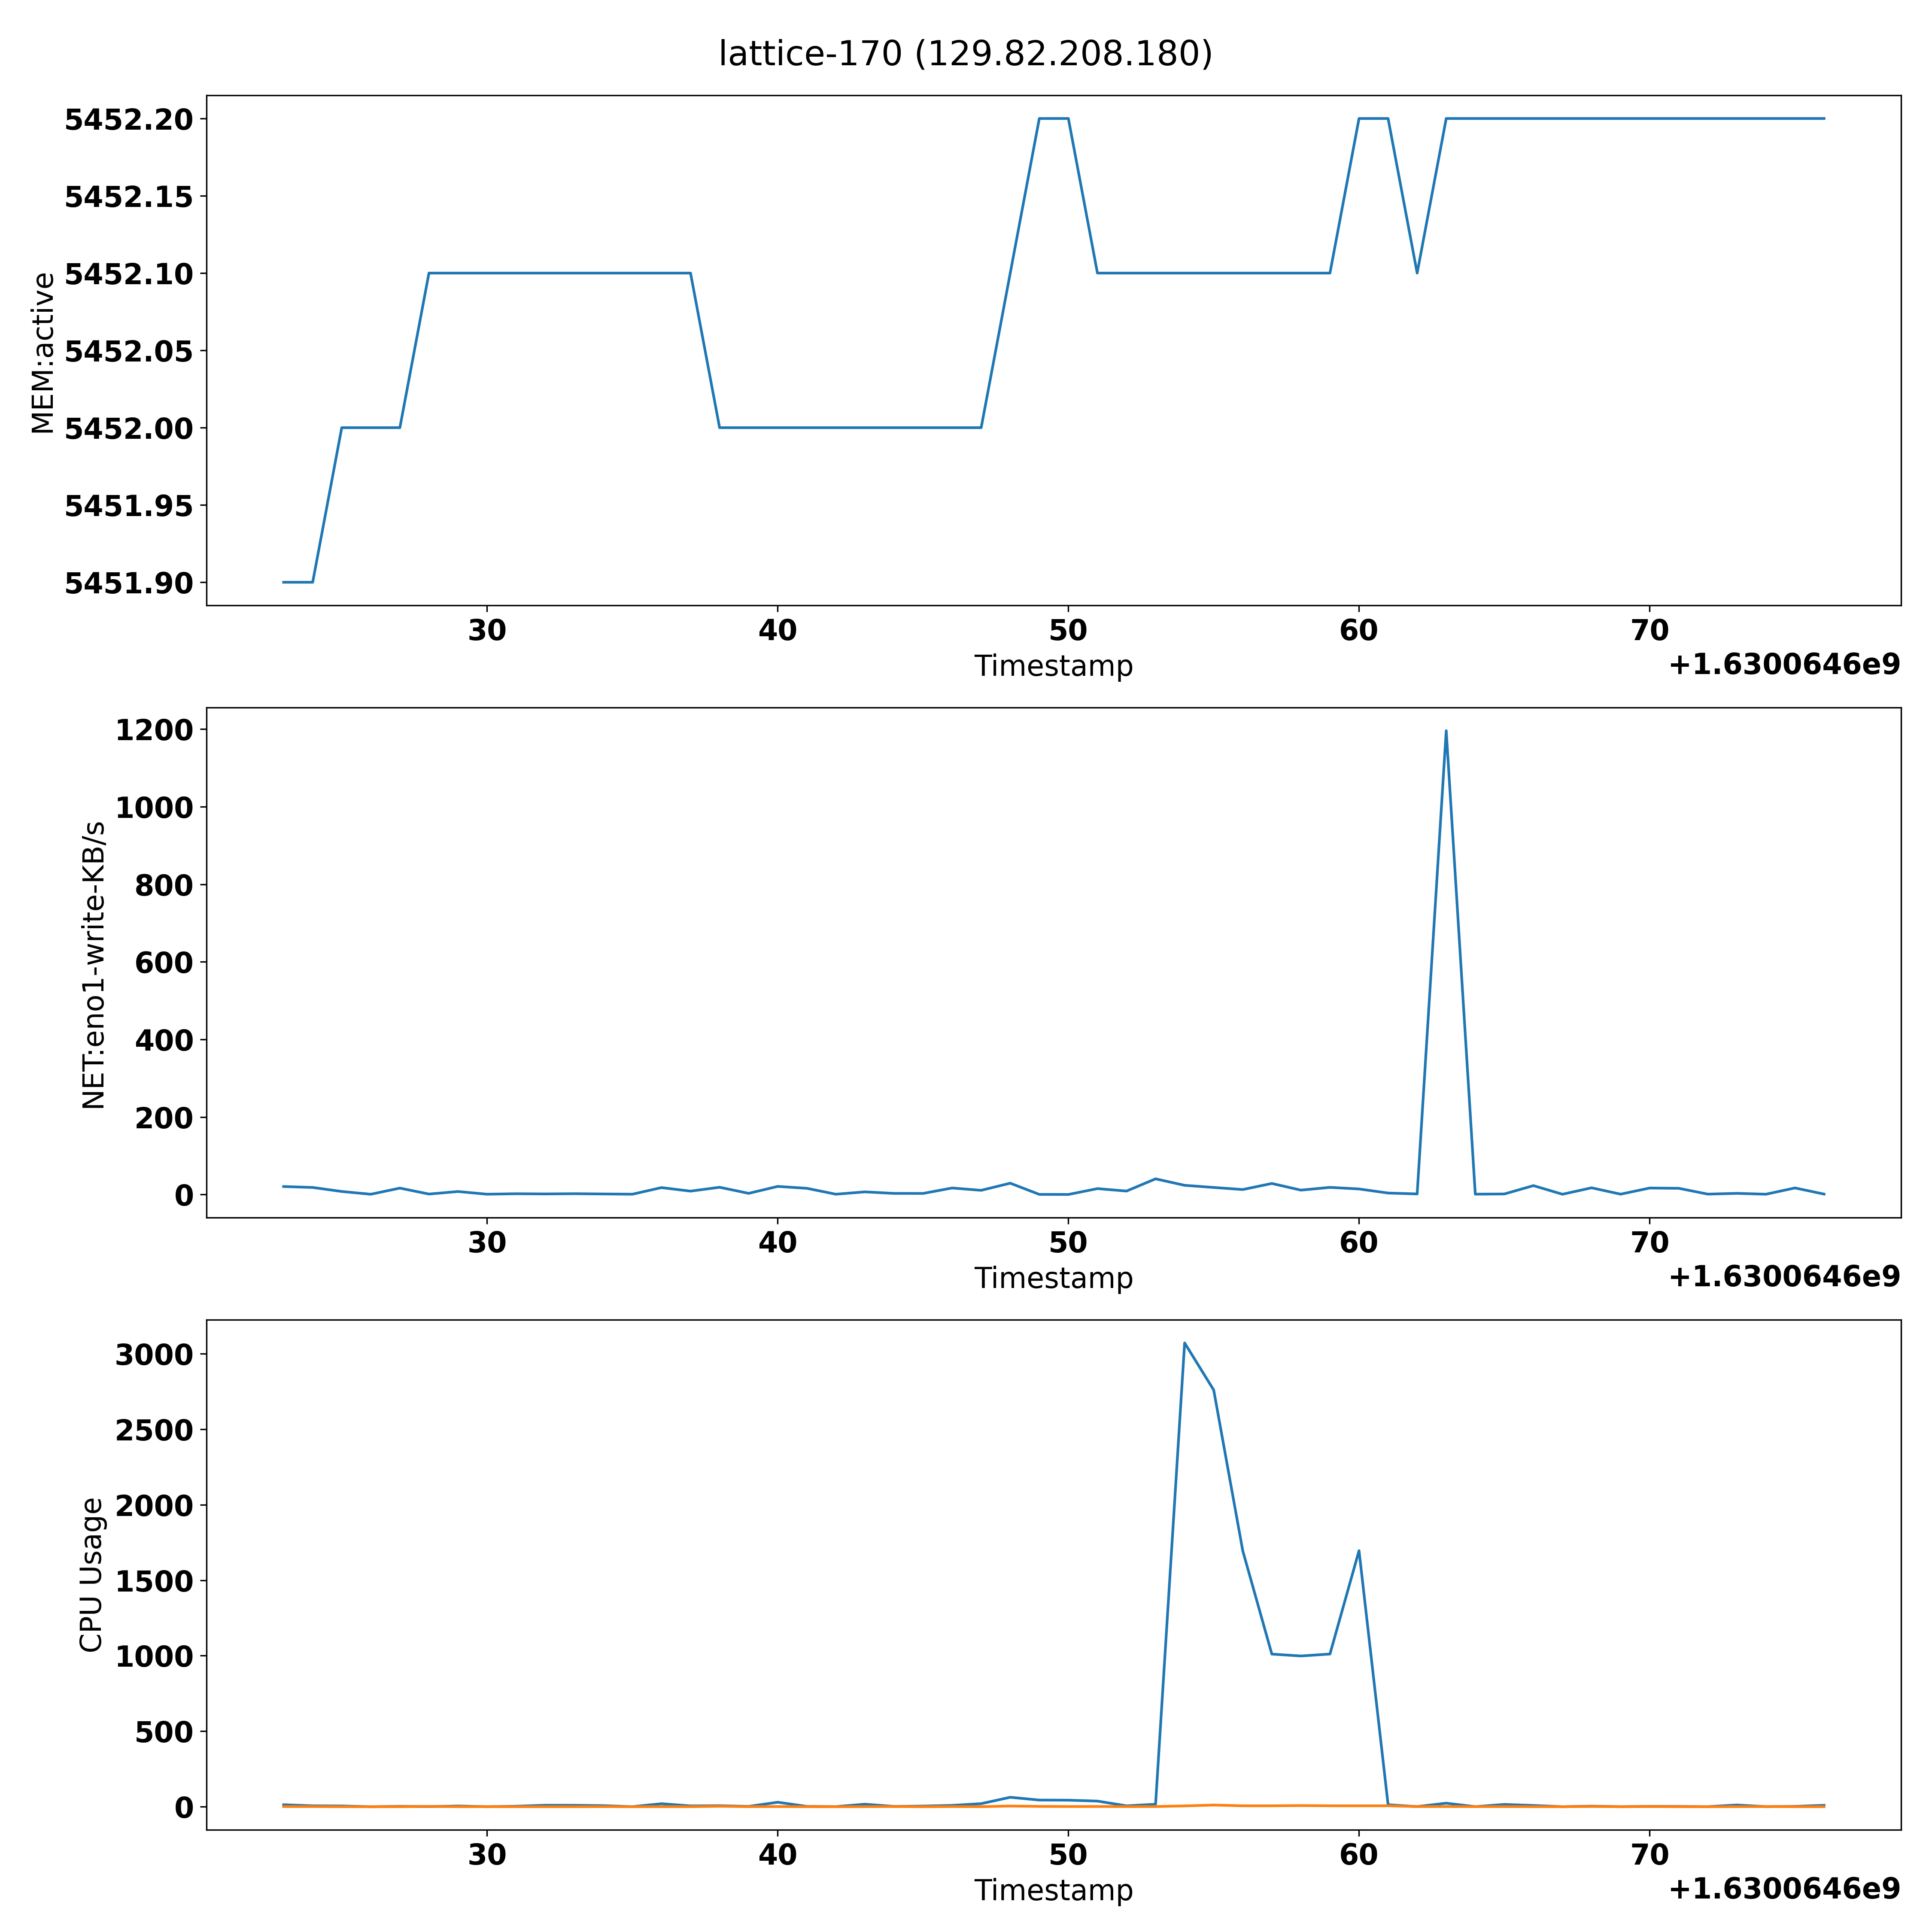 lattice-170 (129.82.208.180)
5452.20
5452.15
5452.10
5452.05
5452.00
5451.95
5451.90
MEM:active
30 40 50 60 70
Timestamp
+1.6300646e9
1200
1000
800
600
400
200
0
NET:eno1-write-KB/s
30 40 50 60 70
Timestamp
+1.6300646e9
3000
2500
2000
1500
1000
500
0
CPU Usage
30 40 50 60 70
Timestamp
+1.6300646e9